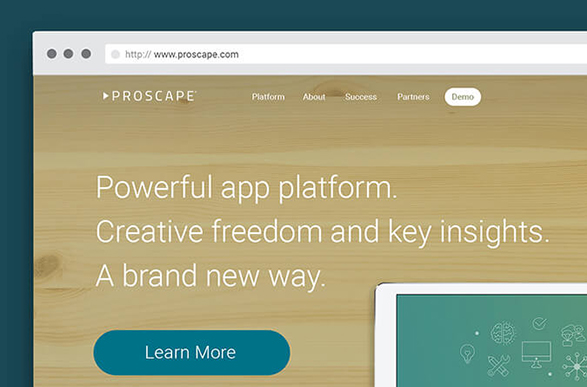 http:// www.proscape.com
PROSCAPE
Platform About Success Partners Demo
Powerful app platform.
Creative freedom and key insights.
A brand new way.
Learn More